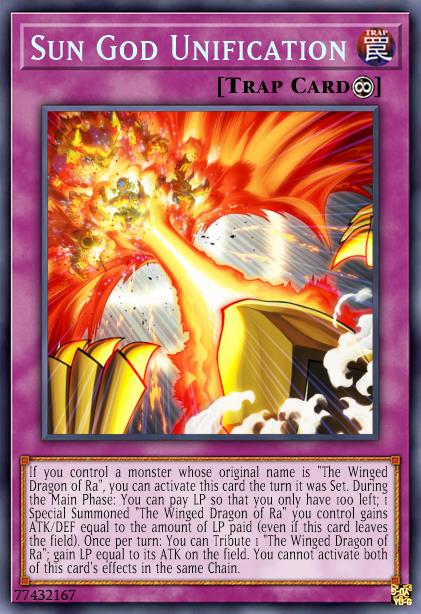 Sun God Unification
TRAP
罠
[Trap Card]
If you control a monster whose original name is "The Winged
Dragon of Ra", you can activate this card the turn it was Set. During
the Main Phase: You can pay LP so that you only have 100 left; 1
Special Summoned "The Winged Dragon of Ra" you control gains
ATK/DEF equal to the amount of LP paid (even if this card leaves
the field). Once per turn: You can Tribute 1 "The Winged Dragon of
Ra"; gain LP equal to its ATK on the field. You cannot activate both
of this card's effects in the same Chain.
77432167